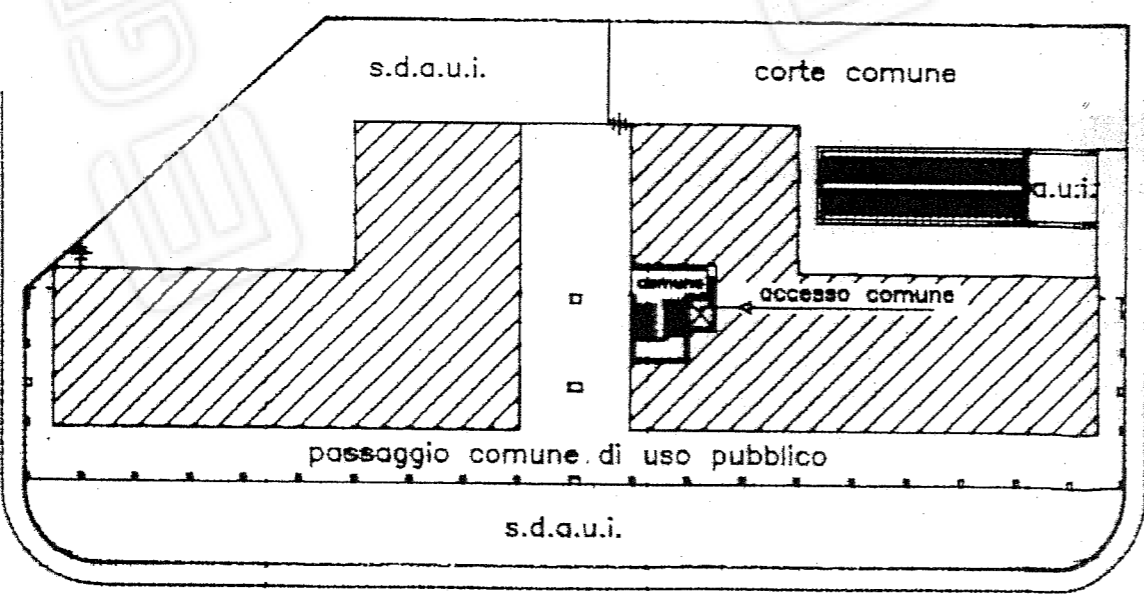 s.d.a.u.i.
corte comune
a.u.i.
comune
accesso comune
passaggio comune di uso pubblico
s.d.a.u.i.